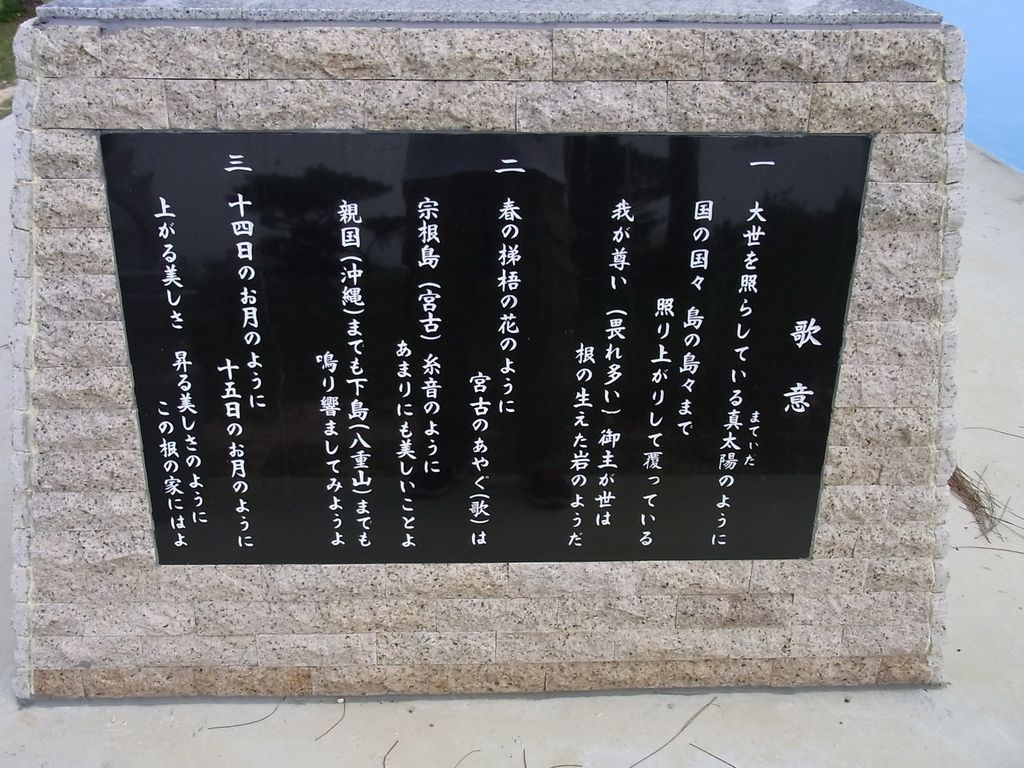 歌意
一
大世を照らしている真太陽のように
までぃだ
国の国々 島の島々まで
照り上がりして覆っている
我が尊い（畏れ多い）御主が世は
根の生えた岩のようだ
二
春の梯梧の花のように
宮古のあやぐ（歌）は
宗根島（宮古）糸音のように
あまりにも美しいことよ
親国（沖縄）までも下島（八重山）までも
鳴り響ましてみようよ
三
十四日のお月のように
十五日のお月のように
上がる美しさ 昇る美しさのように
この根の家にはよ